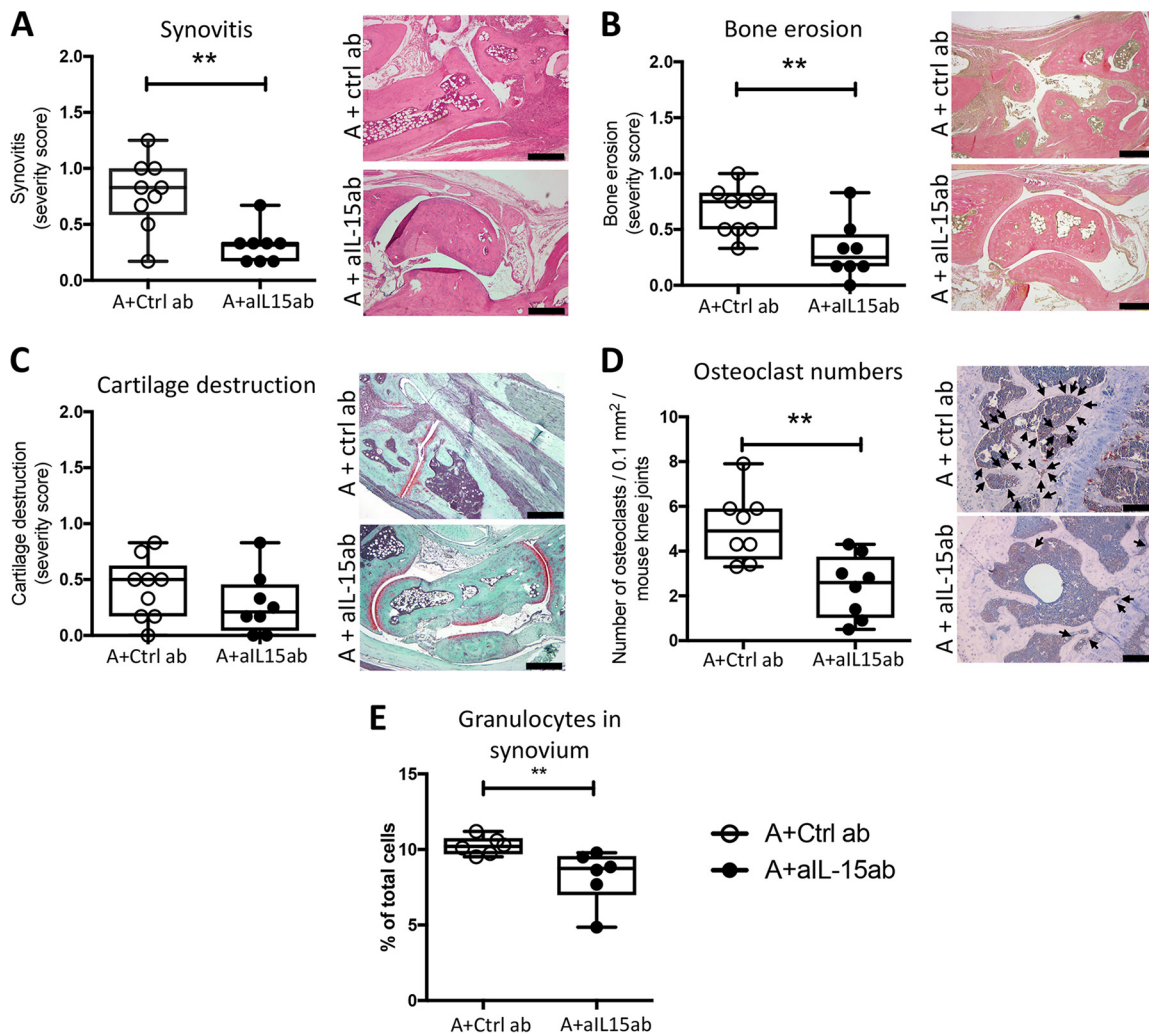 A
Synovitis
**
2.0
1.5
1.0
0.5
0.0
Synovitis
(severity score)
A+Ctrl ab
A+aIL15ab
A + ctrl ab
A + aIL-15ab
B
Bone erosion
**
2.0
1.5
1.0
0.5
0.0
Bone erosion
(severity score)
A+Ctrl ab
A+aIL15ab
A + ctrl ab
A + aIL-15ab
C
Cartilage destruction
2.0
1.5
1.0
0.5
0.0
Cartilage destruction
(severity score)
A+Ctrl ab
A+aIL15ab
A + ctrl ab
A + aIL-15ab
D
Osteoclast numbers
**
10
8
6
4
2
0
Number of osteoclasts / 0.1 mm² /
mouse knee joints
A+Ctrl ab
A+aIL15ab
A + ctrl ab
A + aIL-15ab
E
Granulocytes in
synovium
**
15
10
5
0
% of total cells
A+Ctrl ab
A+aIL15ab
A+Ctrl ab
A+aIL-15ab